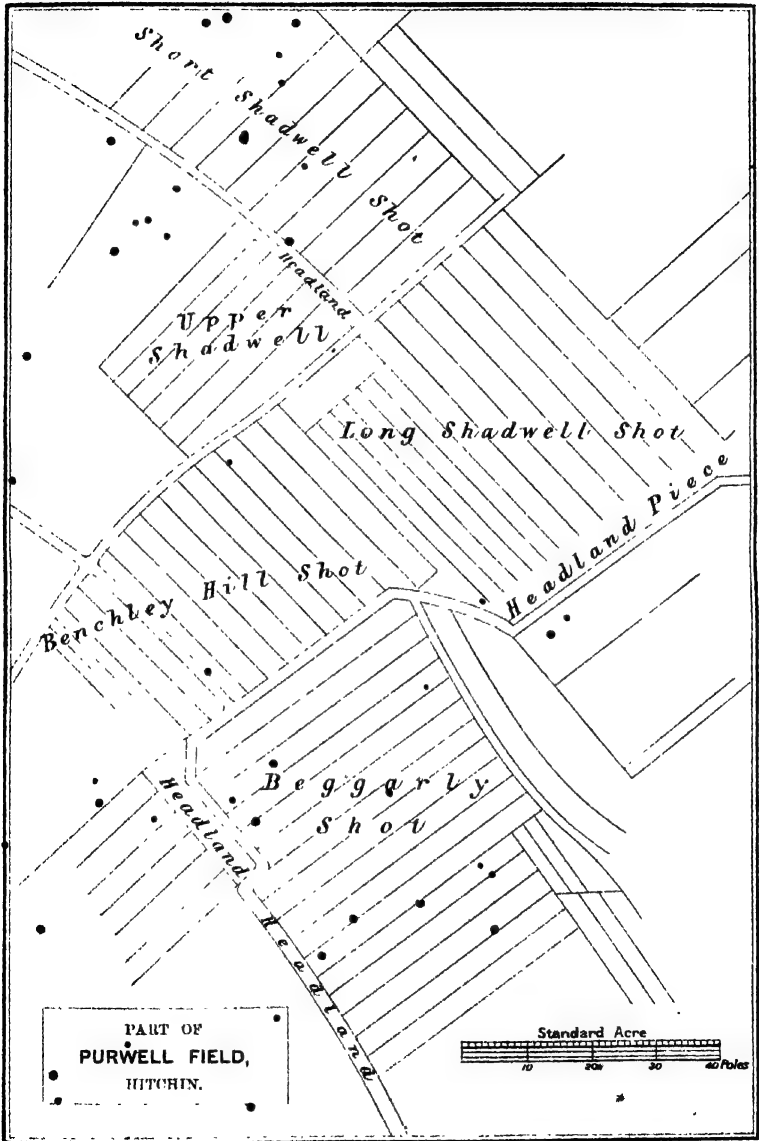 Short Shadwell Shot
Headland
Upper
Shadwell
Long Shadwell Shot
Headland Piece
Benchley Hill Shot
Beggarly
Shot
Headland
Headland
PART OF
PURWELL FIELD,
HITCHIN.
Standard Acre
10 20 30 40 Poles